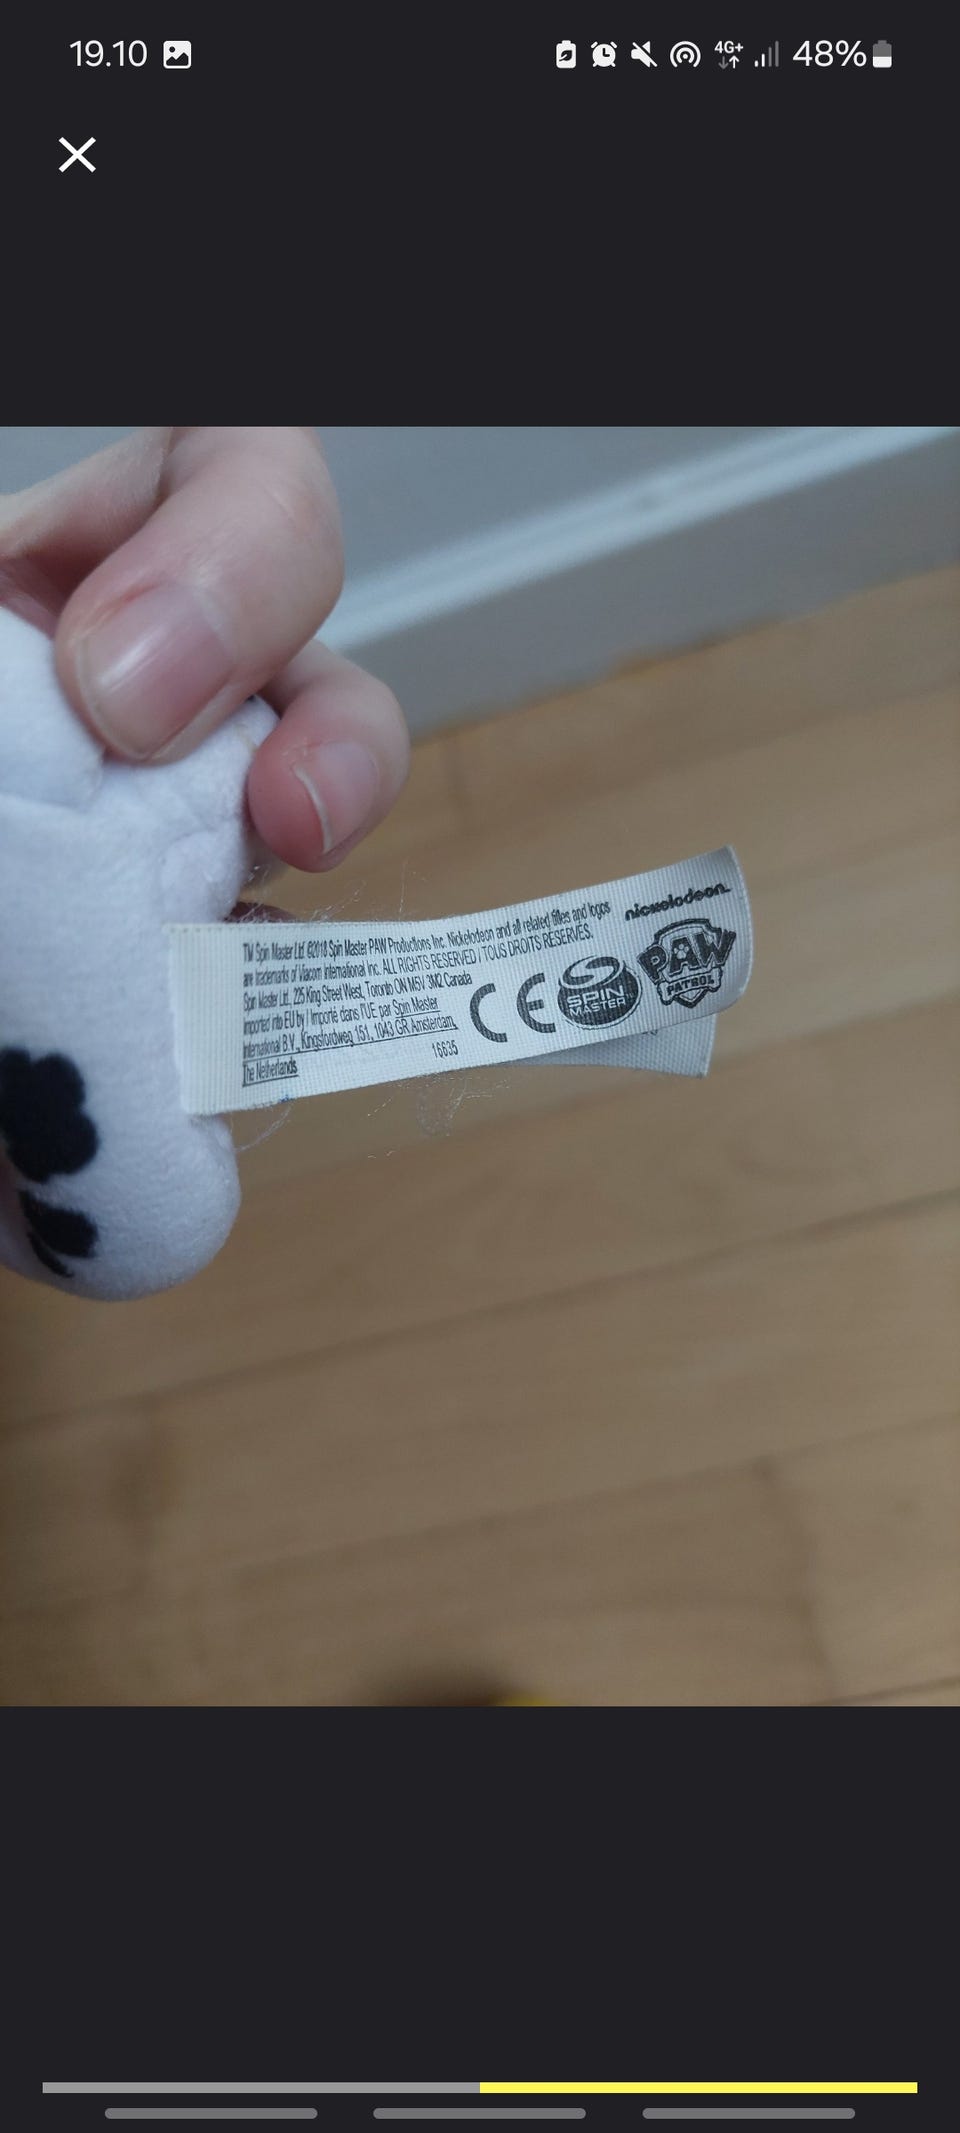 19.10
4G+
48%
TM Spin Master Ltd. ©2018 Spin Master PAW Productions Inc. Nickelodeon and all related titles and logos
are trademarks of Viacom International Inc. ALL RIGHTS RESERVED / TOUS DROITS RÉSERVÉS.
Spin Master Ltd., 225 King Street West, Toronto ON M5V 3M2 Canada
Imported into EU by / Importé dans l'UE par Spin Master
International B.V., Kingsfordweg 151, 1043 GR Amsterdam,
The Netherlands
16635
CE
SPIN
MASTER
nickelodeon
PAW
PATROL